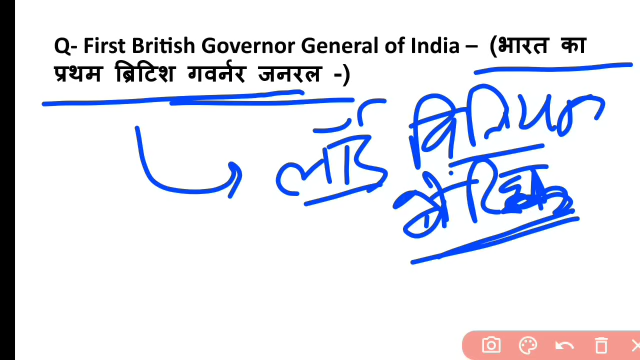 Q- First British Governor General of India – (भारत का
प्रथम ब्रिटिश गवर्नर जनरल -)
लॉर्ड विलियम